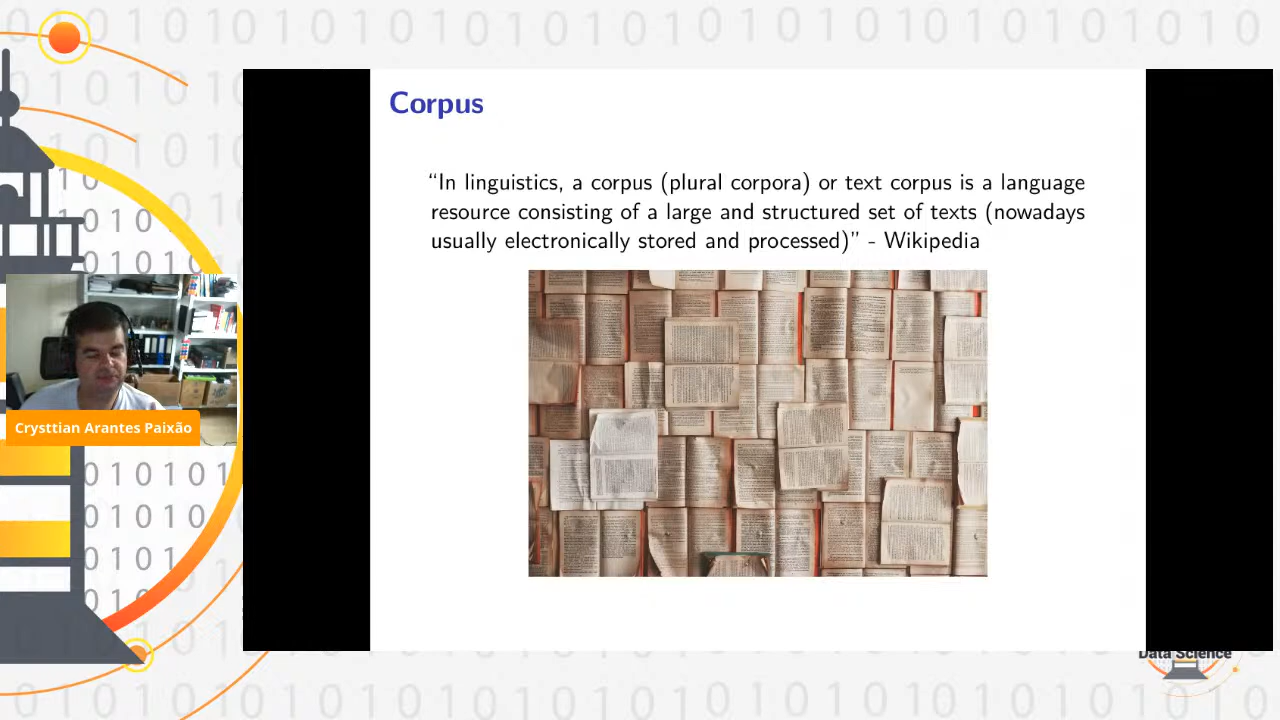 Corpus
“In linguistics, a corpus (plural corpora) or text corpus is a language
resource consisting of a large and structured set of texts (nowadays
usually electronically stored and processed)” - Wikipedia
Crysttian Arantes Paixão
Data Science